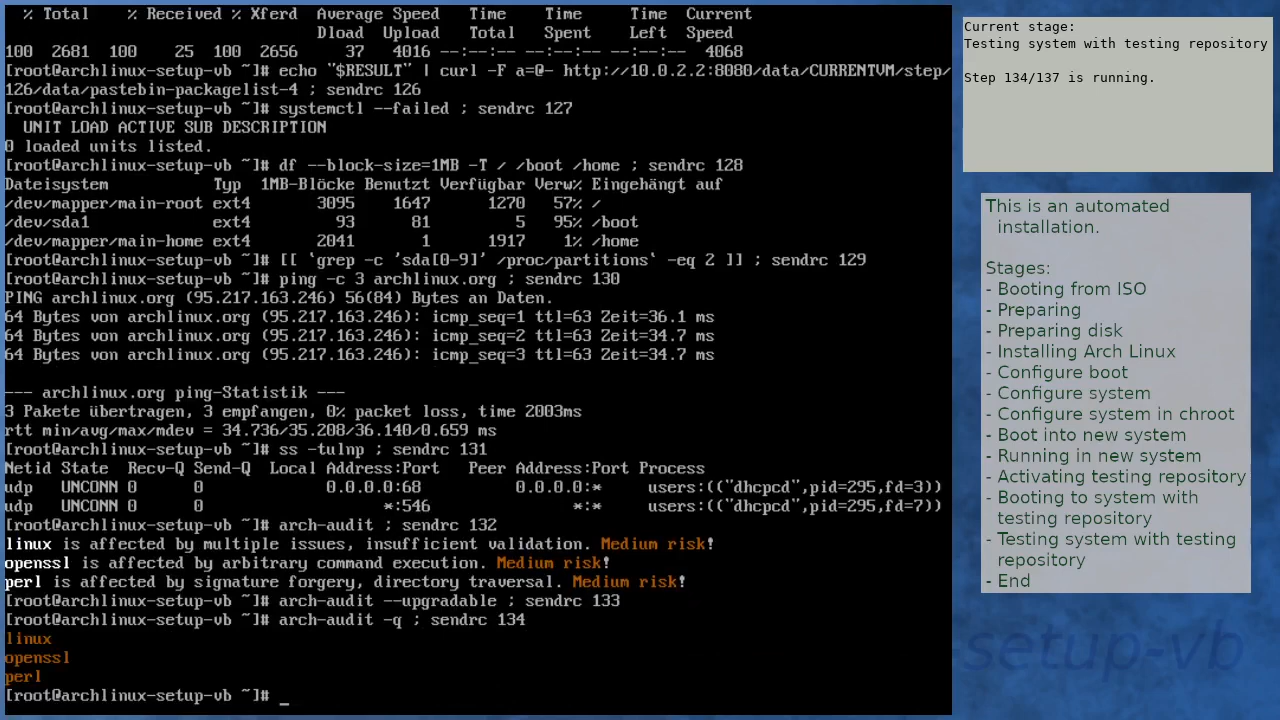 % Total    % Received % Xferd  Average Speed   Time    Time     Time  Current
                                 Dload  Upload   Total   Spent    Left  Speed
100  2681  100    25  100  2656     37   4016 --:--:-- --:--:-- --:--:--  4068
[root@archlinux-setup-vb ~]# echo "$RESULT" | curl -F a=@- http://10.0.2.2:8080/data/CURRENTVM/step/
126/data/pastebin-packagelist-4 ; sendrc 126
[root@archlinux-setup-vb ~]# systemctl --failed ; sendrc 127
  UNIT LOAD ACTIVE SUB DESCRIPTION
0 loaded units listed.
[root@archlinux-setup-vb ~]# df --block-size=1MB -T / /boot /home ; sendrc 128
Dateisystem           Typ  1MB-Blöcke Benutzt Verfügbar Verw% Eingehängt auf
/dev/mapper/main-root ext4       3095    1647      1270   57% /
/dev/sda1             ext4         93      81         5   95% /boot
/dev/mapper/main-home ext4       2041       1      1917    1% /home
[root@archlinux-setup-vb ~]# [[ `grep -c 'sda[0-9]' /proc/partitions` -eq 2 ]] ; sendrc 129
[root@archlinux-setup-vb ~]# ping -c 3 archlinux.org ; sendrc 130
PING archlinux.org (95.217.163.246) 56(84) Bytes an Daten.
64 Bytes von archlinux.org (95.217.163.246): icmp_seq=1 ttl=63 Zeit=36.1 ms
64 Bytes von archlinux.org (95.217.163.246): icmp_seq=2 ttl=63 Zeit=34.7 ms
64 Bytes von archlinux.org (95.217.163.246): icmp_seq=3 ttl=63 Zeit=34.7 ms
--- archlinux.org ping-Statistik ---
3 Pakete übertragen, 3 empfangen, 0% packet loss, time 2003ms
rtt min/avg/max/mdev = 34.736/35.208/36.140/0.659 ms
[root@archlinux-setup-vb ~]# ss -tulnp ; sendrc 131
Netid State  Recv-Q Send-Q  Local Address:Port   Peer Address:Port Process
udp   UNCONN 0      0             0.0.0.0:68          0.0.0.0:*     users:(("dhcpcd",pid=295,fd=3))
udp   UNCONN 0      0                   *:546               *:*     users:(("dhcpcd",pid=295,fd=7))
[root@archlinux-setup-vb ~]# arch-audit ; sendrc 132
linux is affected by multiple issues, insufficient validation. Medium risk!
openssl is affected by arbitrary command execution. Medium risk!
perl is affected by signature forgery, directory traversal. Medium risk!
[root@archlinux-setup-vb ~]# arch-audit --upgradable ; sendrc 133
[root@archlinux-setup-vb ~]# arch-audit -q ; sendrc 134
linux
openssl
perl
[root@archlinux-setup-vb ~]# _
Current stage:
Testing system with testing repository
Step 134/137 is running.
This is an automated
installation.
Stages:
- Booting from ISO
- Preparing
- Preparing disk
- Installing Arch Linux
- Configure boot
- Configure system
- Configure system in chroot
- Boot into new system
- Running in new system
- Activating testing repository
- Booting to system with
testing repository
- Testing system with testing
repository
- End
-setup-vb